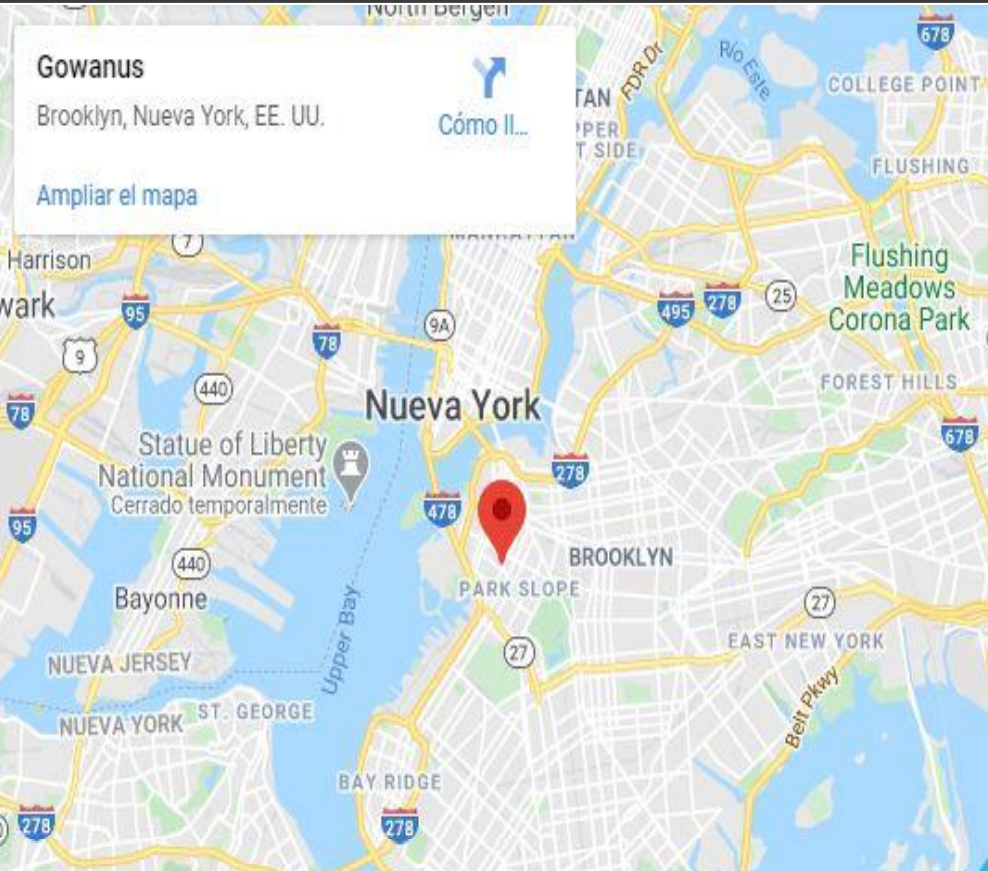 North Bergen
678
Gowanus
Brooklyn, Nueva York, EE. UU.
Cómo ll...
Ampliar el mapa
FDR Dr
Río Este
COLLEGE POINT
TAN
PPER
T SIDE
FLUSHING
MANHATTAN
7
Harrison
wark
95
9
78
9A
495
278
25
Flushing
Meadows
Corona Park
440
78
Nueva York
FOREST HILLS
678
Statue of Liberty
National Monument
Cerrado temporalmente
278
478
95
440
BROOKLYN
PARK SLOPE
Bayonne
27
27
EAST NEW YORK
Upper Bay
NUEVA JERSEY
NUEVA YORK
ST. GEORGE
Belt Pkwy
BAY RIDGE
278
278